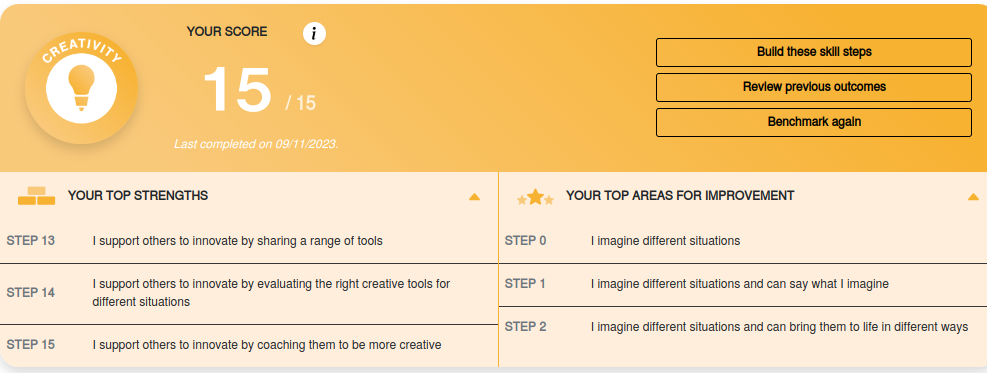 CREATIVITY
YOUR SCORE
i
15 / 15
Last completed on 09/11/2023.
Build these skill steps
Review previous outcomes
Benchmark again
YOUR TOP STRENGTHS
STEP 13 I support others to innovate by sharing a range of tools
STEP 14 I support others to innovate by evaluating the right creative tools for
different situations
STEP 15 I support others to innovate by coaching them to be more creative
YOUR TOP AREAS FOR IMPROVEMENT
STEP 0 I imagine different situations
STEP 1 I imagine different situations and can say what I imagine
STEP 2 I imagine different situations and can bring them to life in different ways